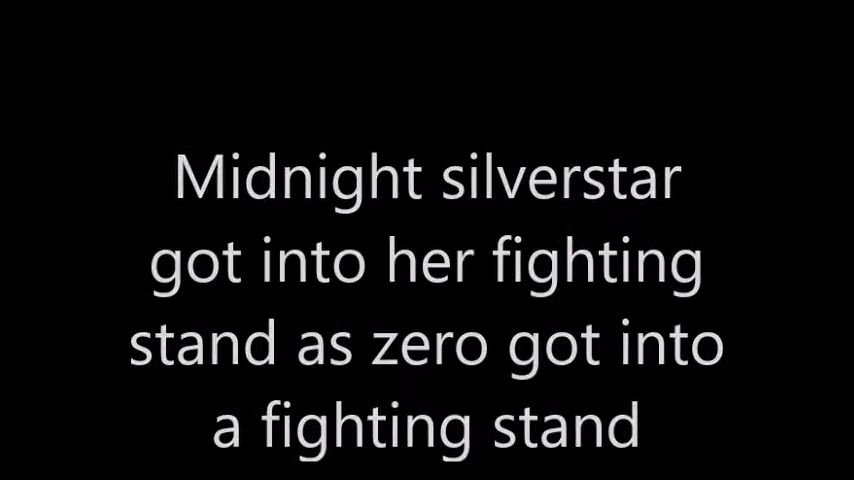 Midnight silverstar
got into her fighting
stand as zero got into
a fighting stand